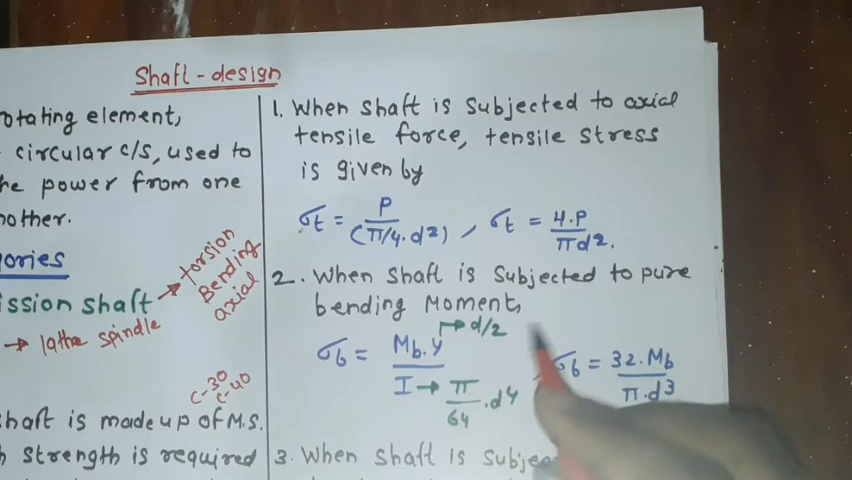 Shaft-design
rotating element,
circular c/s, used to
he power from one
nother.
ories
ission shaft → torsion
Bending
axial
→ lathe spindle
C-30
C-40
shaft is made up of M.S.
h strength is required
1. When shaft is subjected to axial
tensile force, tensile stress
is given by
σt = P/(π/4.d²) , σt = 4.P/πd².
2. When shaft is subjected to pure
bending Moment,
σb = Mb.y/I , σb = 32.Mb/π.d³
→ d/2
→ π/64 .d⁴
3. When shaft is subje